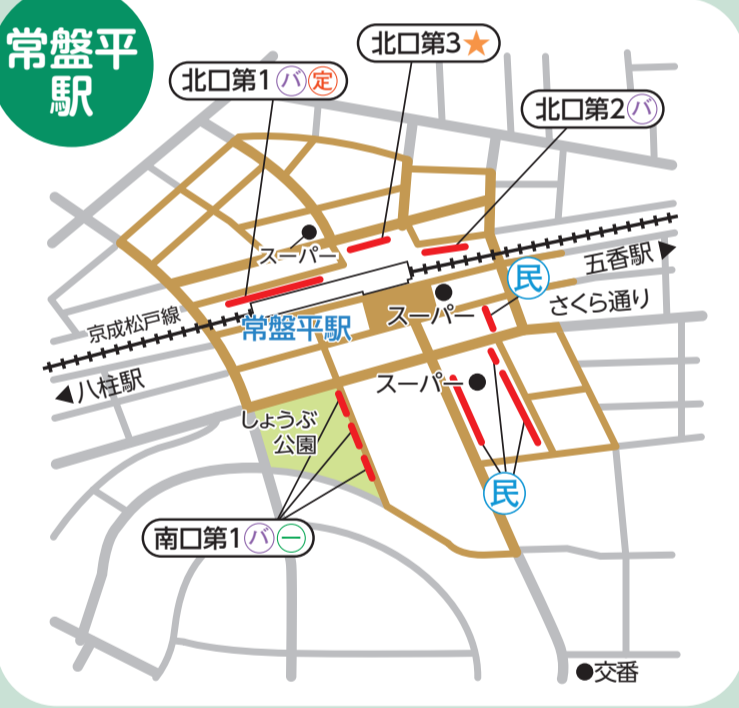 常盤平
駅
北口第3★
北口第1 バ 定
北口第2 バ
スーパー
五香駅▶
民
さくら通り
スーパー
京成松戸線
常盤平駅
◀八柱駅
スーパー
しょうぶ
公園
民
南口第1 バ 一
●交番